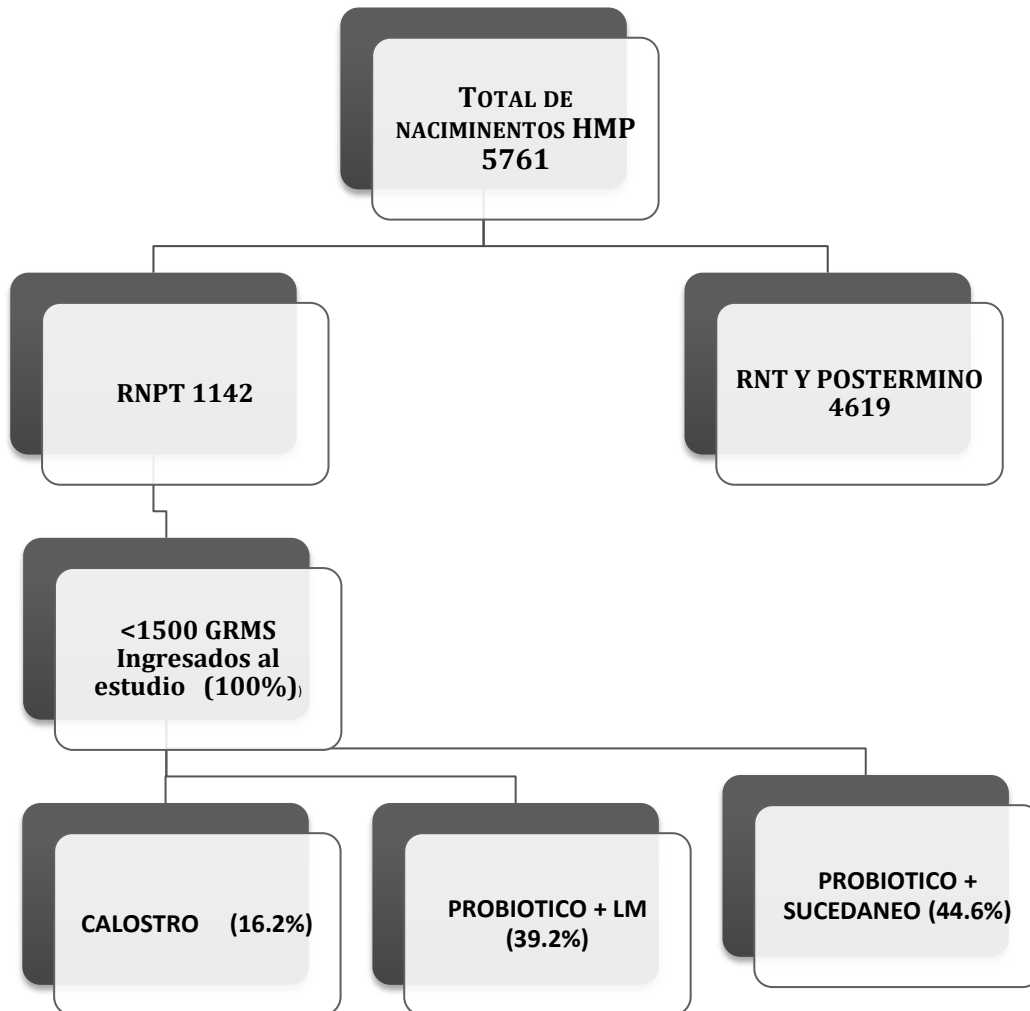 TOTAL DE
NACIMINENTOS HMP
5761
RNPT 1142
RNT Y POSTERMINO
4619
<1500 GRMS
Ingresados al
estudio (100%))
CALOSTRO (16.2%)
PROBIOTICO + LM
(39.2%)
PROBIOTICO +
SUCEDANEO (44.6%)